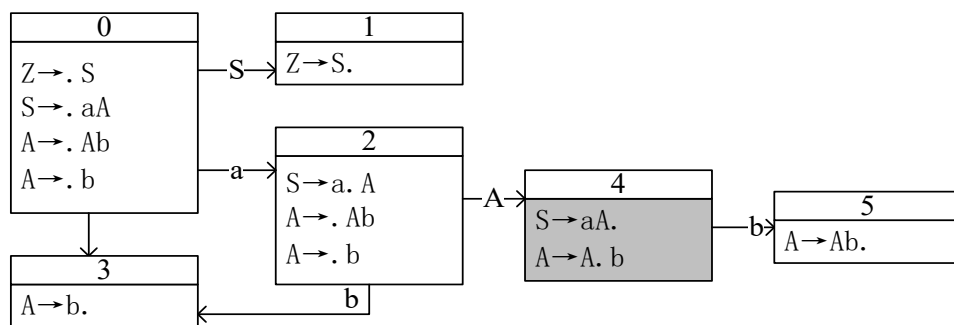 0
Z→.S
S→.aA
A→.Ab
A→.b
S
1
Z→S.
a
2
S→a.A
A→.Ab
A→.b
A
4
S→aA.
A→A.b
b
5
A→Ab.
3
A→b.
b